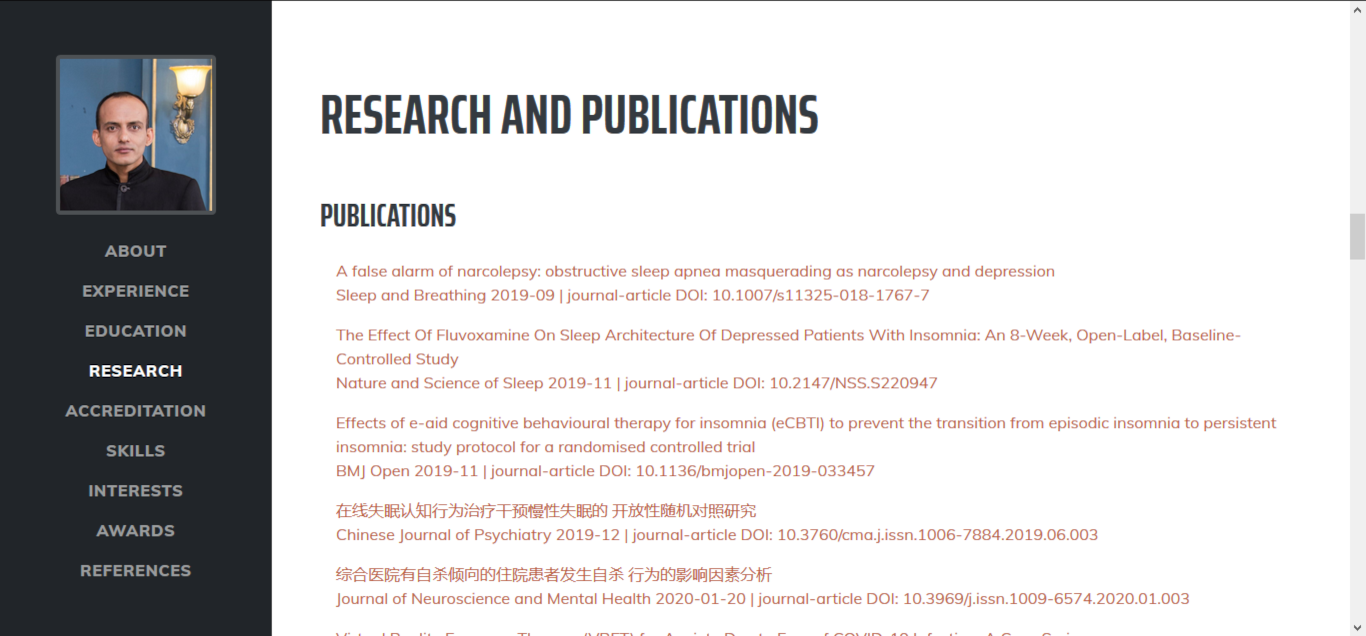 ABOUT
EXPERIENCE
EDUCATION
RESEARCH
ACCREDITATION
SKILLS
INTERESTS
AWARDS
REFERENCES
RESEARCH AND PUBLICATIONS
PUBLICATIONS
A false alarm of narcolepsy: obstructive sleep apnea masquerading as narcolepsy and depression
Sleep and Breathing 2019-09 | journal-article DOI: 10.1007/s11325-018-1767-7
The Effect Of Fluvoxamine On Sleep Architecture Of Depressed Patients With Insomnia: An 8-Week, Open-Label, Baseline-
Controlled Study
Nature and Science of Sleep 2019-11 | journal-article DOI: 10.2147/NSS.S220947
Effects of e-aid cognitive behavioural therapy for insomnia (eCBTI) to prevent the transition from episodic insomnia to persistent
insomnia: study protocol for a randomised controlled trial
BMJ Open 2019-11 | journal-article DOI: 10.1136/bmjopen-2019-033457
在线失眠认知行为治疗干预慢性失眠的 开放性随机对照研究
Chinese Journal of Psychiatry 2019-12 | journal-article DOI: 10.3760/cma.j.issn.1006-7884.2019.06.003
综合医院有自杀倾向的住院患者发生自杀 行为的影响因素分析
Journal of Neuroscience and Mental Health 2020-01-20 | journal-article DOI: 10.3969/j.issn.1009-6574.2020.01.003